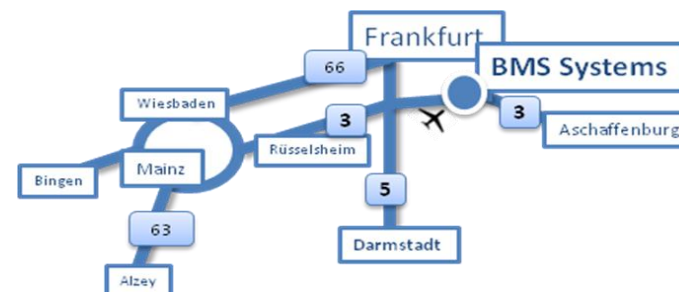 Frankfurt
66
BMS Systems
Wiesbaden
3
3
Aschaffenburg
Rüsselsheim
Mainz
Bingen
5
63
Darmstadt
Alzey